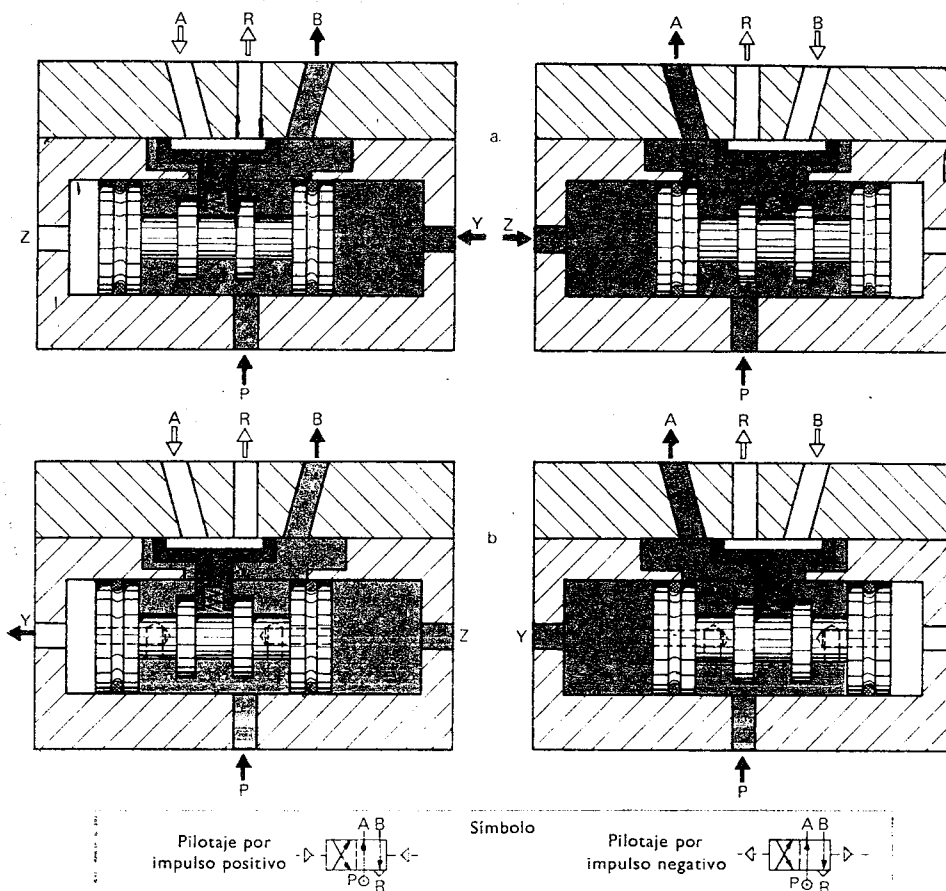 A R B A R B
a.
Z Y Z
P P
A R B A R B
b
Y Z Y
P P
Símbolo
A B A B
Pilotaje por Pilotaje por
impulso positivo impulso negativo
P R P R